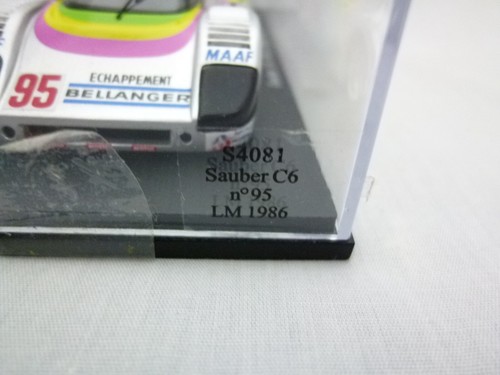 MAAF
95
ECHAPPEMENT
BELLANGER
S4081
Sauber C6
n°95
LM 1986